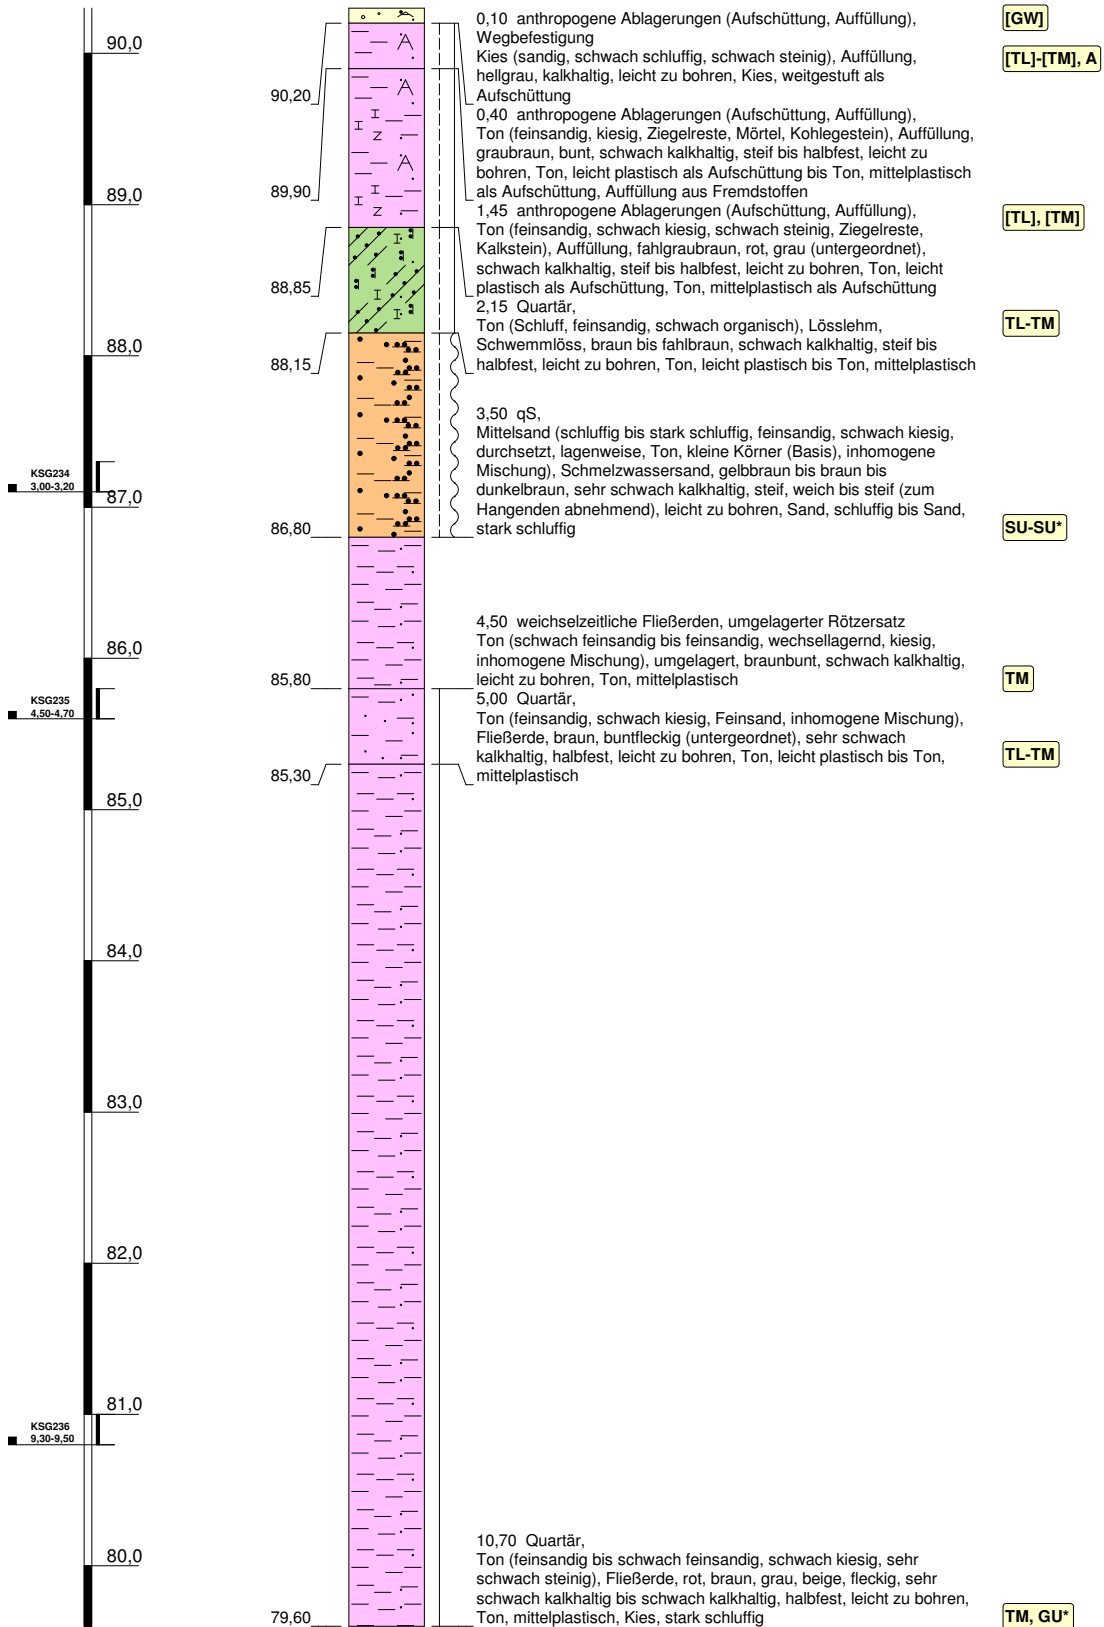 0,10 anthropogene Ablagerungen (Aufschüttung, Auffüllung),
Wegbefestigung
Kies (sandig, schwach schluffig, schwach steinig), Auffüllung,
hellgrau, kalkhaltig, leicht zu bohren, Kies, weitgestuft als
Aufschüttung
[GW]
90,0
90,20
[TL]-[TM], A
0,40 anthropogene Ablagerungen (Aufschüttung, Auffüllung),
Ton (feinsandig, kiesig, Ziegelreste, Mörtel, Kohlegestein), Auffüllung,
graubraun, bunt, schwach kalkhaltig, steif bis halbfest, leicht zu
bohren, Ton, leicht plastisch als Aufschüttung bis Ton, mittelplastisch
als Aufschüttung, Auffüllung aus Fremdstoffen
A
A
I
I
Z
A
I
I
Z
89,90
89,0
1,45 anthropogene Ablagerungen (Aufschüttung, Auffüllung),
Ton (feinsandig, schwach kiesig, schwach steinig, Ziegelreste,
Kalkstein), Auffüllung, fahlgraubraun, rot, grau (untergeordnet),
schwach kalkhaltig, steif bis halbfest, leicht zu bohren, Ton, leicht
plastisch als Aufschüttung, Ton, mittelplastisch als Aufschüttung
[TL], [TM]
88,85
I
I
I
2,15 Quartär,
Ton (Schluff, feinsandig, schwach organisch), Lösslehm,
Schwemmlöss, braun bis fahlbraun, schwach kalkhaltig, steif bis
halbfest, leicht zu bohren, Ton, leicht plastisch bis Ton, mittelplastisch
TL-TM
88,0
88,15
3,50 qS,
Mittelsand (schluffig bis stark schluffig, feinsandig, schwach kiesig,
durchsetzt, lagenweise, Ton, kleine Körner (Basis), inhomogene
Mischung), Schmelzwassersand, gelbbraun bis braun bis
dunkelbraun, sehr schwach kalkhaltig, steif, weich bis steif (zum
Hangenden abnehmend), leicht zu bohren, Sand, schluffig bis Sand,
stark schluffig
KSG234
3,00-3,20
87,0
86,80
SU-SU*
4,50 weichselzeitliche Fließerden, umgelagerter Rötzersatz
Ton (schwach feinsandig bis feinsandig, wechsellagernd, kiesig,
inhomogene Mischung), umgelagert, braunbunt, schwach kalkhaltig,
leicht zu bohren, Ton, mittelplastisch
86,0
85,80
TM
KSG235
4,50-4,70
5,00 Quartär,
Ton (feinsandig, schwach kiesig, Feinsand, inhomogene Mischung),
Fließerde, braun, buntfleckig (untergeordnet), sehr schwach
kalkhaltig, halbfest, leicht zu bohren, Ton, leicht plastisch bis Ton,
mittelplastisch
TL-TM
85,30
85,0
84,0
83,0
82,0
81,0
KSG236
9,30-9,50
80,0
10,70 Quartär,
Ton (feinsandig bis schwach feinsandig, schwach kiesig, sehr
schwach steinig), Fließerde, rot, braun, grau, beige, fleckig, sehr
schwach kalkhaltig bis schwach kalkhaltig, halbfest, leicht zu bohren,
Ton, mittelplastisch, Kies, stark schluffig
79,60
TM, GU*